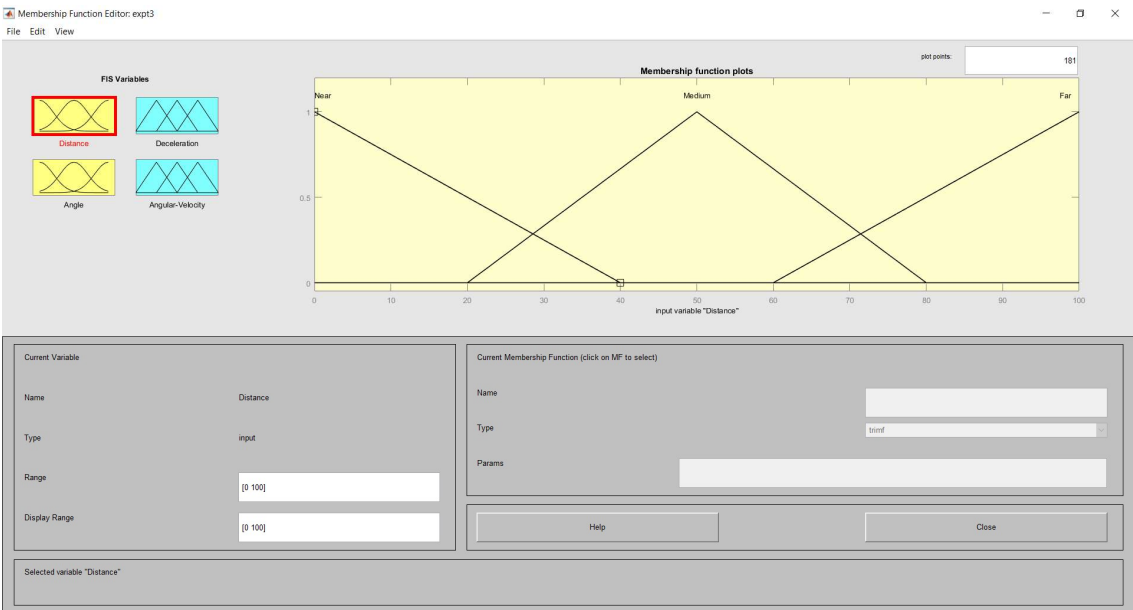 Membership Function Editor: expt3
File Edit View
FIS Variables
Distance
Deceleration
Angle
Angular-Velocity
plot points:
181
Membership function plots
Near
Medium
Far
1
0.5
0
0 10 20 30 40 50 60 70 80 90 100
input variable "Distance"
Current Variable
Name
Distance
Type
input
Range
[0 100]
Display Range
[0 100]
Current Membership Function (click on MF to select)
Name
Type
trimf
Params
Help
Close
Selected variable "Distance"